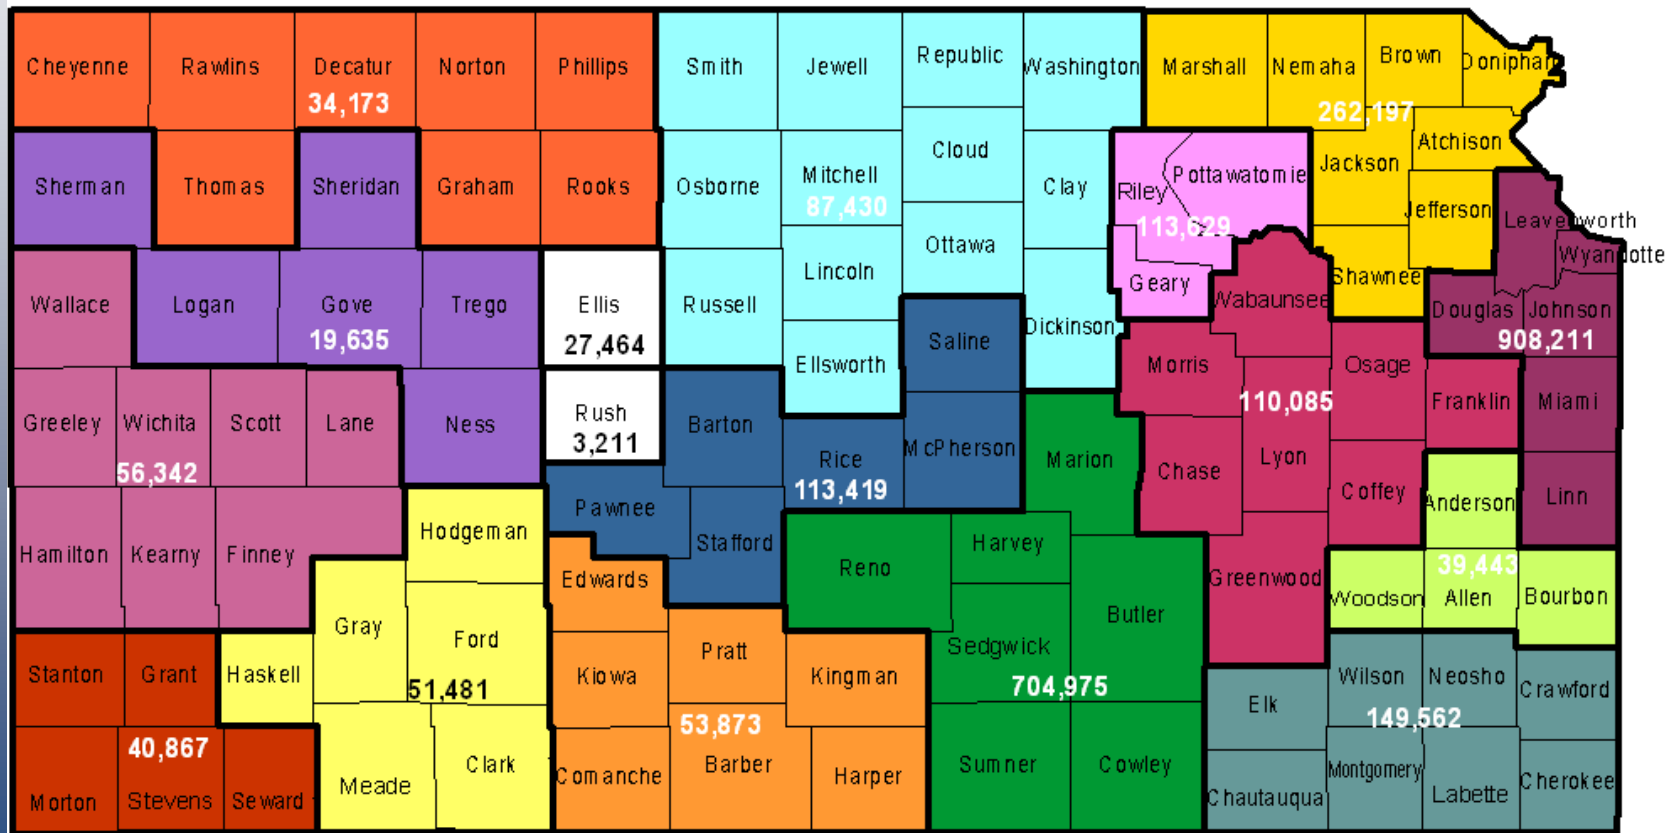 Cheyenne Rawlins Decatur Norton Phillips Smith Jewell Republic Washington Marshall Nemaha Brown Doniphan
34,173
262,197
Sherman Thomas Sheridan Graham Rooks Osborne Mitchell Cloud Clay Riley Pottawatomie Jackson Atchison
87,430
113,629
Jefferson Leavenworth
Wyandotte
Wallace Logan Gove Trego Ellis Russell Lincoln Ottawa Geary Wabaunsee Shawnee Douglas Johnson
19,635
27,464
908,211
Ellsworth Saline Dickinson Morris Osage
Greeley Wichita Scott Lane Ness Rush Barton Rice McPherson Marion Chase Lyon Franklin Miami
56,342
3,211
113,419
110,085
Hamilton Kearny Finney Hodgeman Pawnee Stafford Coffey Anderson Linn
Edwards Reno Harvey Butler Greenwood Woodson Allen Bourbon
39,443
Stanton Grant Haskell Gray Ford Kiowa Pratt Kingman Sedgwick Elk Wilson Neosho Crawford
51,481
704,975
149,562
40,867
53,873
Morton Stevens Seward Meade Clark Comanche Barber Harper Sumner Cowley Chautauqua Montgomery Labette Cherokee